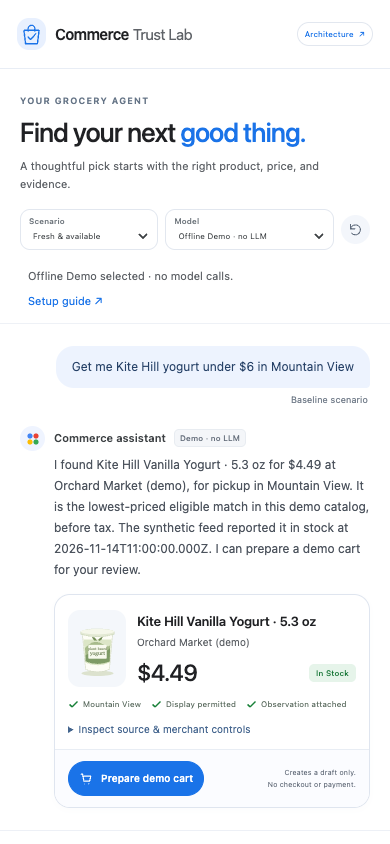 Commerce Trust Lab
Architecture ↗
YOUR GROCERY AGENT
Find your next good thing.
A thoughtful pick starts with the right product, price, and
evidence.
Scenario
Fresh & available
Model
Offline Demo · no LLM
Offline Demo selected · no model calls.
Setup guide ↗
Get me Kite Hill yogurt under $6 in Mountain View
Baseline scenario
Commerce assistant
Demo · no LLM
I found Kite Hill Vanilla Yogurt · 5.3 oz for $4.49 at
Orchard Market (demo), for pickup in Mountain View. It
is the lowest-priced eligible match in this demo catalog,
before tax. The synthetic feed reported it in stock at
2026-11-14T11:00:00.000Z. I can prepare a demo cart
for your review.
yogurt
Kite Hill Vanilla Yogurt · 5.3 oz
Orchard Market (demo)
$4.49
In Stock
Mountain View
Display permitted
Observation attached
Inspect source & merchant controls
Prepare demo cart
Creates a draft only.
No checkout or payment.